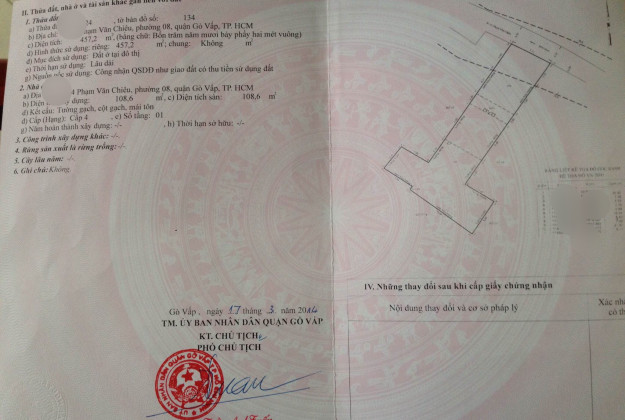 II. Thửa đất, nhà ở và tài sản khác gắn liền với đất
1. Thửa đất
a) Thửa đất số: 74 , tờ bản đồ số: 134
b) Địa chỉ: Phạm Văn Chiêu, phường 08, quận Gò Vấp, TP. HCM
c) Diện tích: 457,2 m², (bằng chữ: Bốn trăm năm mươi bảy phẩy hai mét vuông)
d) Hình thức sử dụng: riêng: 457,2 m²; chung: Không m²
đ) Mục đích sử dụng: Đất ở tại đô thị
e) Thời hạn sử dụng: Lâu dài
g) Nguồn gốc sử dụng: Công nhận QSDĐ như giao đất có thu tiền sử dụng đất
2. Nhà ở
a) Địa 4 Phạm Văn Chiêu, phường 08, quận Gò Vấp, TP. HCM
b) Diện dựng: 108,6 m², c) Diện tích sàn: 108,6 m²
d) Kết cấu: Tường gạch, cột gạch, mái tôn
đ) Cấp (Hạng): Cấp 4 , e) Số tầng: 01
g) Năm hoàn thành xây dựng: -/- , h) Thời hạn sở hữu: -/-
3. Công trình xây dựng khác: -/-
4. Rừng sản xuất là rừng trồng: -/-
5. Cây lâu năm: -/-
6. Ghi chú: Không.
Gò Vấp, ngày 17 tháng 3 năm 2014
TM. ỦY BAN NHÂN DÂN QUẬN GÒ VẤP
KT. CHỦ TỊCH
PHÓ CHỦ TỊCH
IV. Những thay đổi sau khi cấp giấy chứng nhận
Nội dung thay đổi và cơ sở pháp lý
Xác nhận
có th